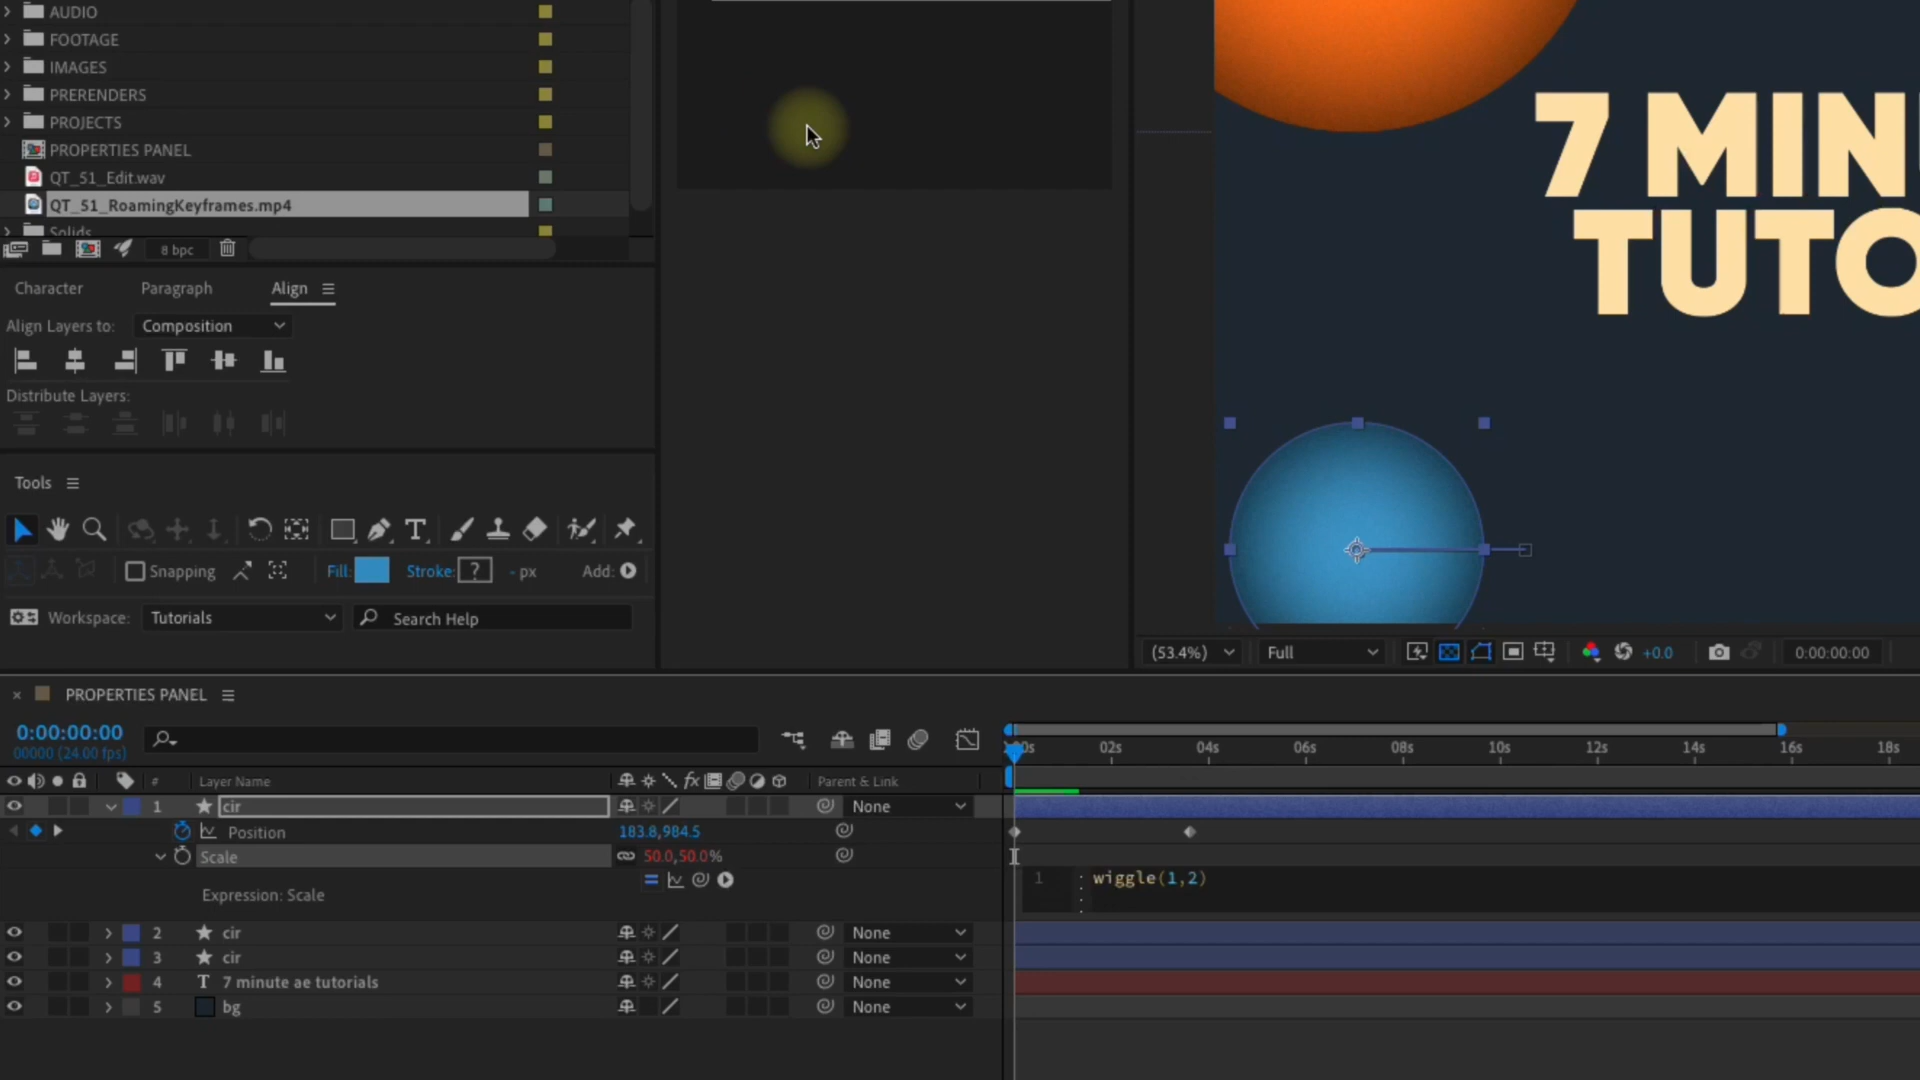 AUDIO
FOOTAGE
IMAGES
PRERENDERS
PROJECTS
PROPERTIES PANEL
QT_51_Edit.wav
QT_51_RoamingKeyframes.mp4
Solids
8 bpc
Character Paragraph Align
Align Layers to: Composition
Distribute Layers:
Tools
Snapping Fill: Stroke: ? - px Add:
Workspace: Tutorials Search Help
7 MIN
TUTO
(53.4%) Full +0.0 0:00:00:00
PROPERTIES PANEL
0:00:00:00
00000 (24.00 fps)
02s 04s 06s 08s 10s 12s 14s 16s 18s
# Layer Name fx Parent & Link
1 cir None
Position 183.8,984.5
Scale 50.0,50.0%
1 wiggle(1,2)
Expression: Scale
2 cir None
3 cir None
4 T 7 minute ae tutorials None
5 bg None